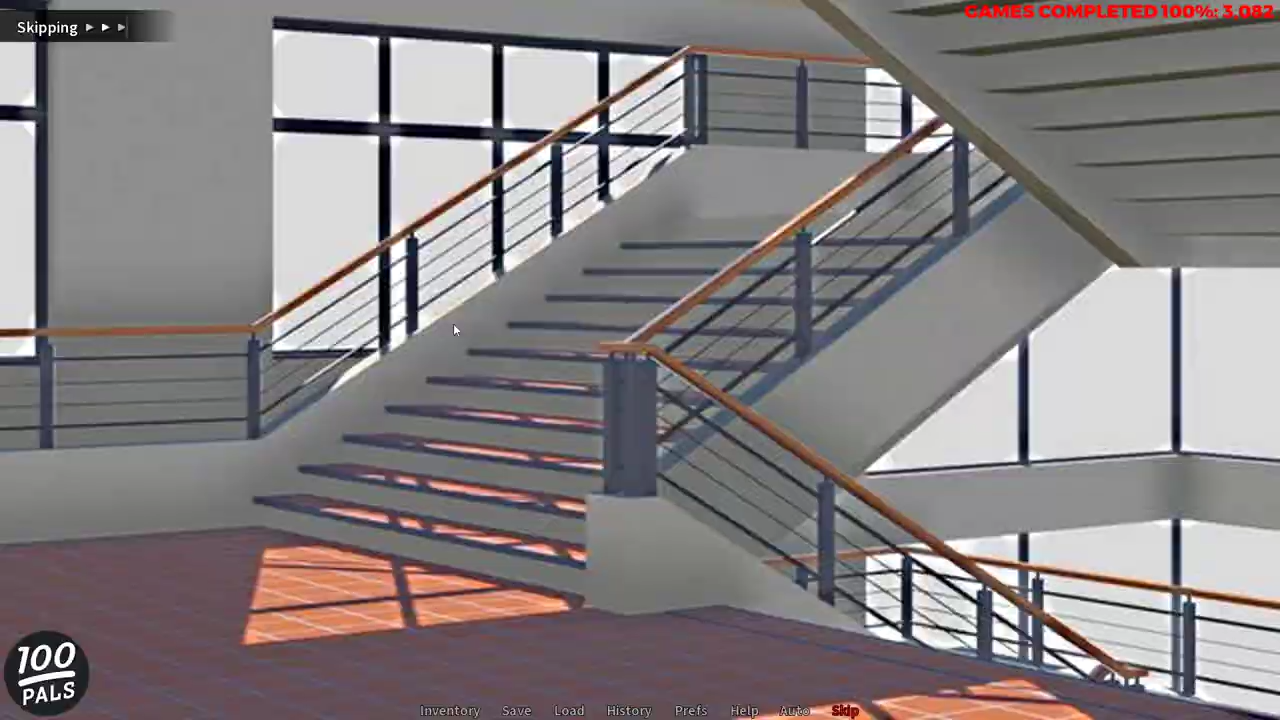 Skipping
GAMES COMPLETED 100%: 3.082
100
PALS
Inventory Save Load History Prefs Help Auto Skip